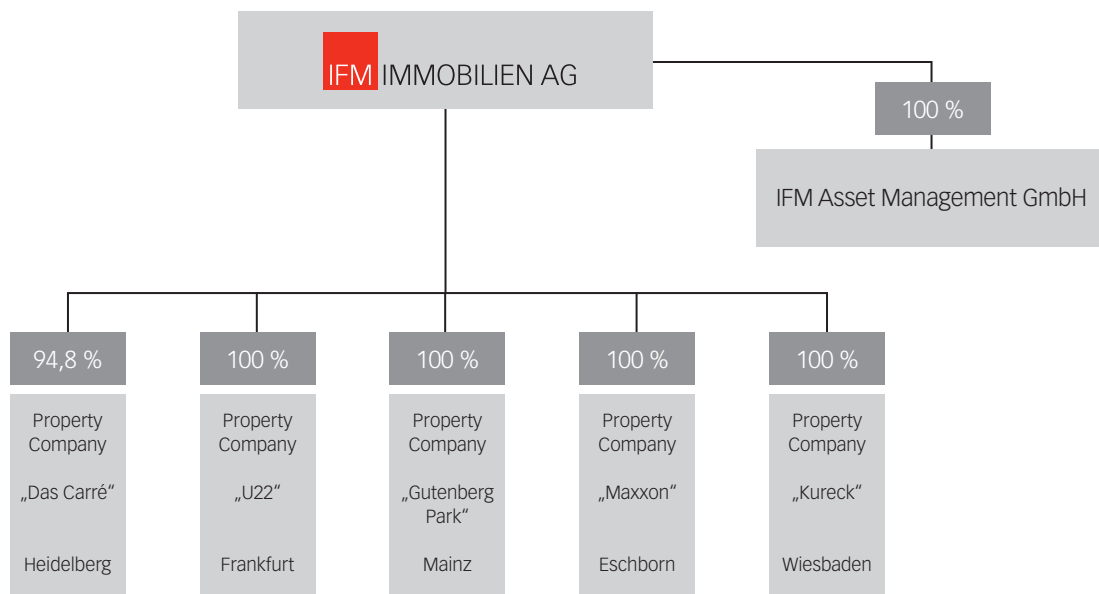 IFM IMMOBILIEN AG
100 %
IFM Asset Management GmbH
94,8 %
Property
Company
„Das Carré“
Heidelberg
100 %
Property
Company
„U22“
Frankfurt
100 %
Property
Company
„Gutenberg
Park“
Mainz
100 %
Property
Company
„Maxxon“
Eschborn
100 %
Property
Company
„Kureck“
Wiesbaden